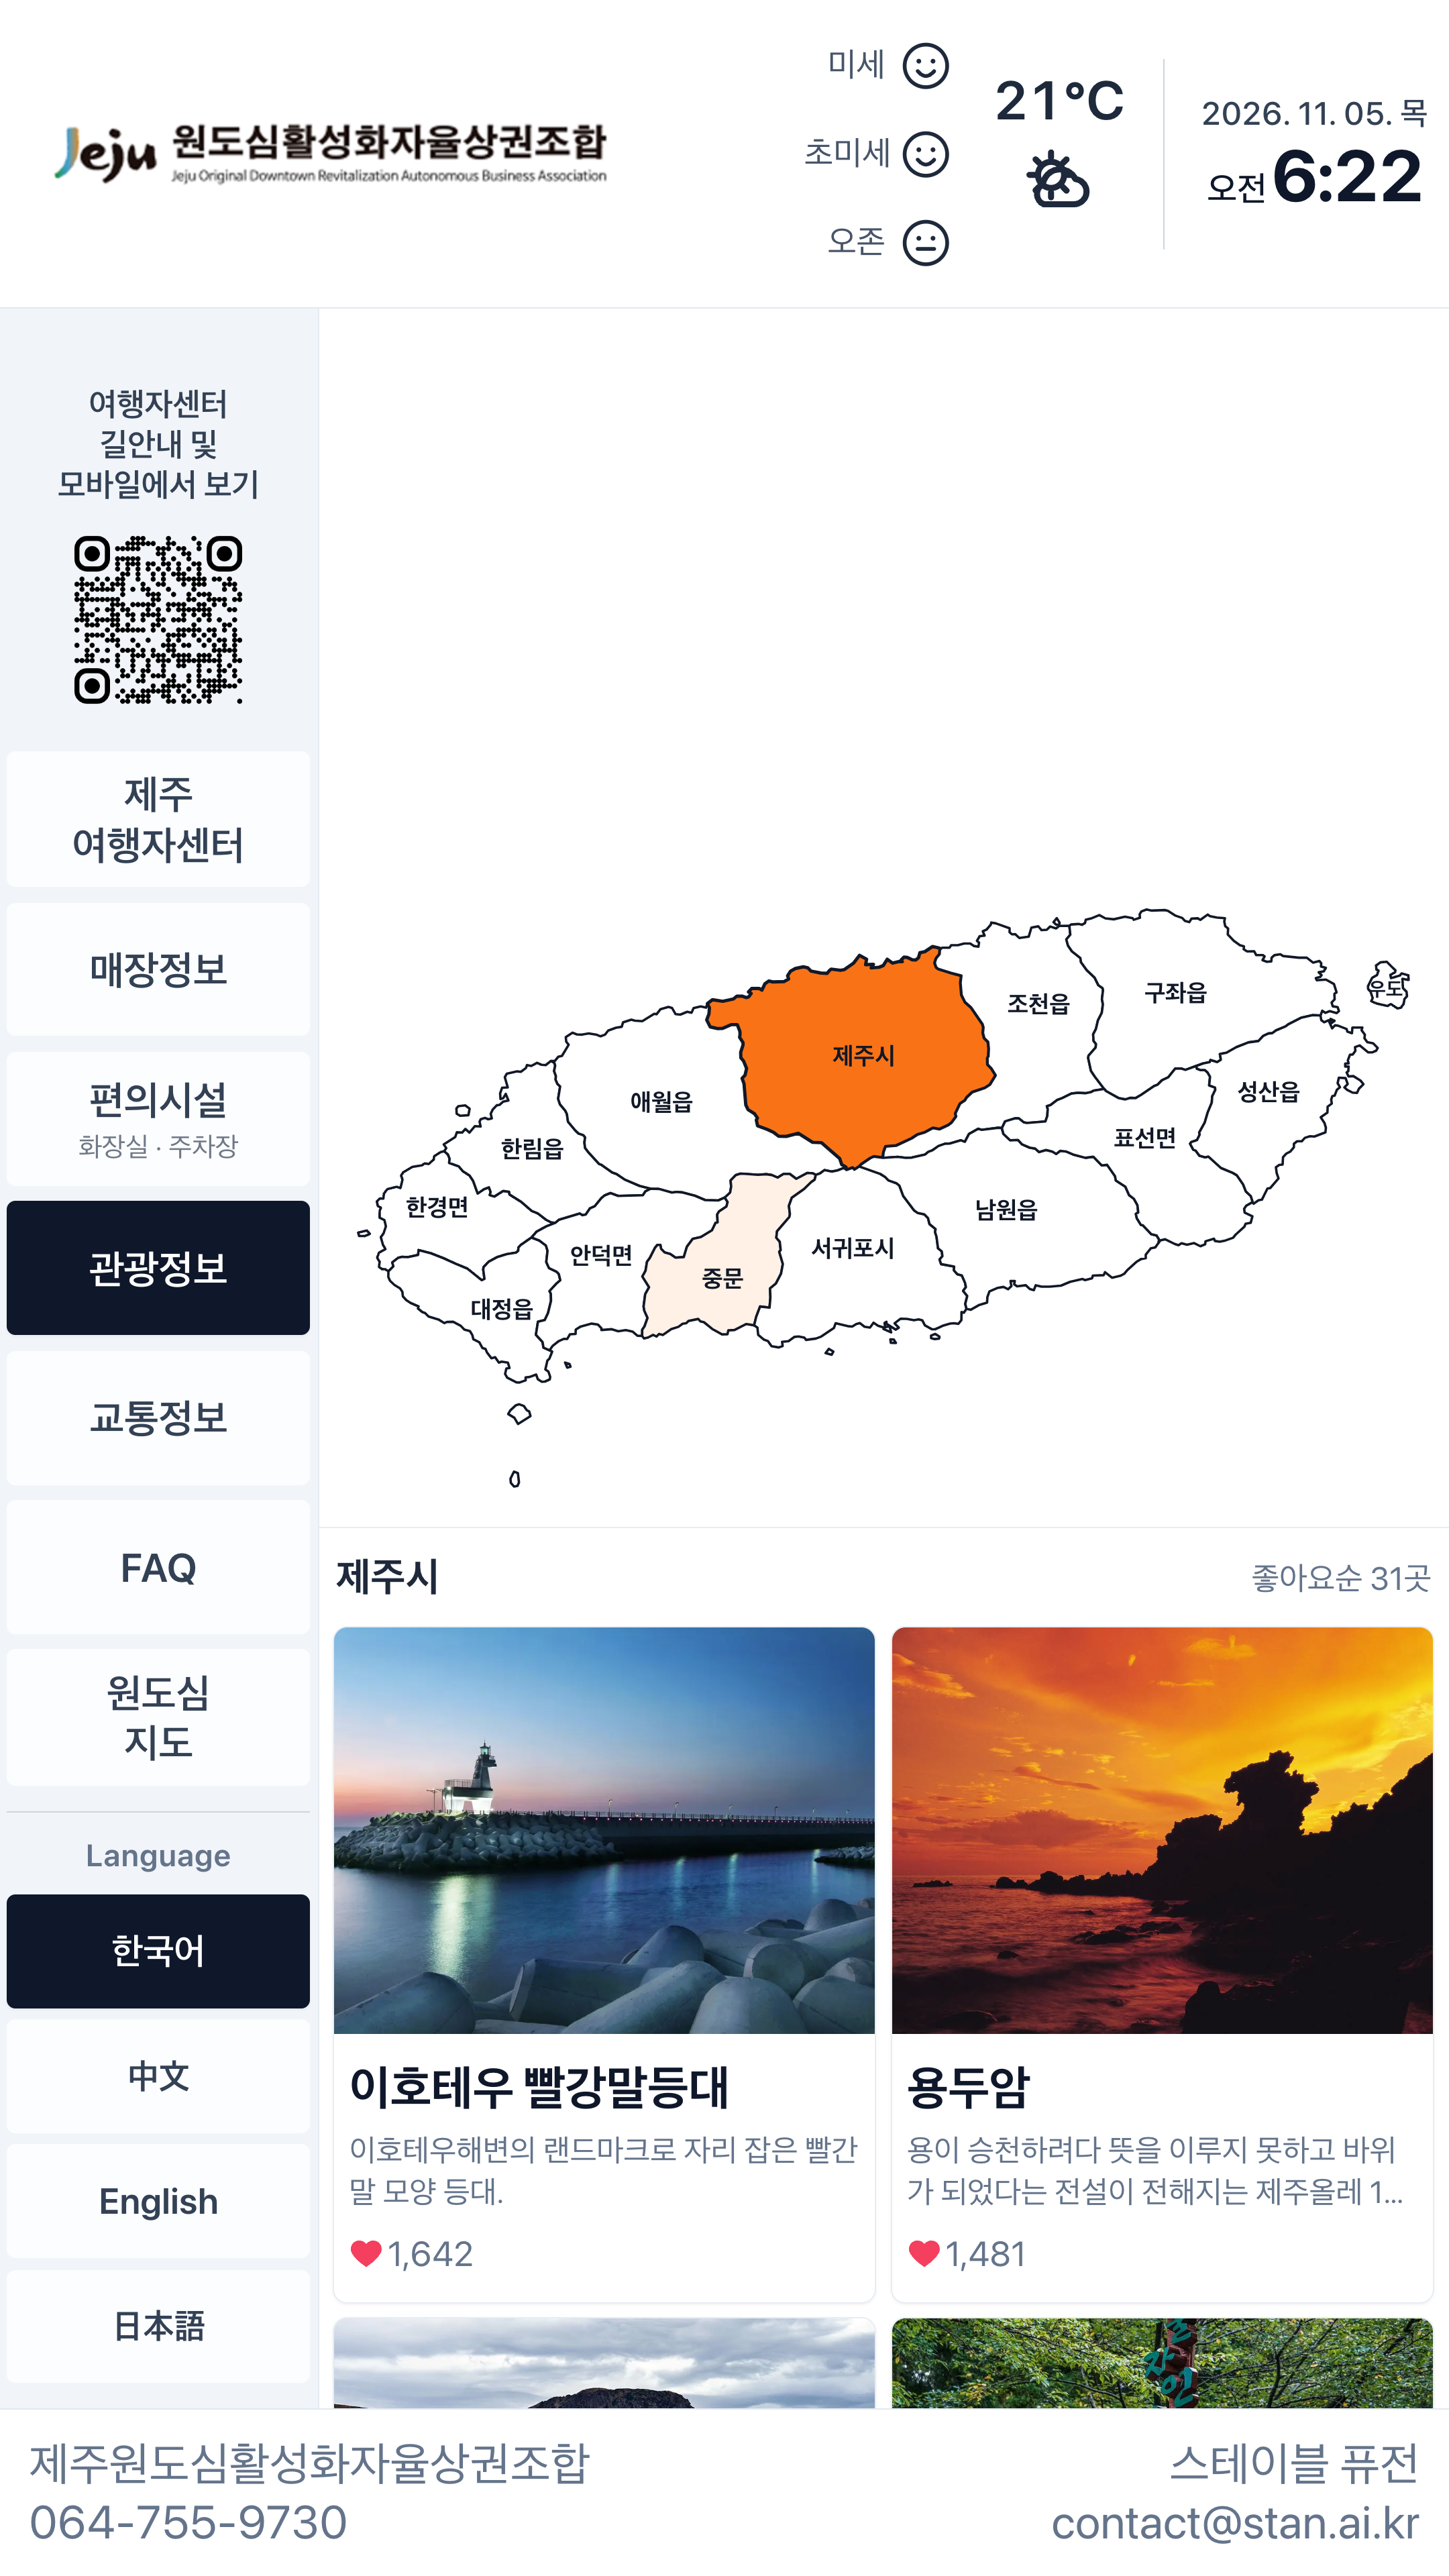 Jeju 원도심활성화자율상권조합
Jeju Original Downtown Revitalization Autonomous Business Association
미세
초미세
오존
21°C
2026. 11. 05. 목
오전 6:22
여행자센터
길안내 및
모바일에서 보기
제주
여행자센터
매장정보
편의시설
화장실 · 주차장
관광정보
교통정보
FAQ
원도심
지도
Language
한국어
中文
English
日本語
구좌읍
우도
조천읍
제주시
성산읍
애월읍
표선면
한림읍
한경면
남원읍
서귀포시
안덕면
중문
대정읍
제주시
좋아요순 31곳
이호테우 빨강말등대
이호테우해변의 랜드마크로 자리 잡은 빨간
말 모양 등대.
1,642
용두암
용이 승천하려다 뜻을 이루지 못하고 바위
가 되었다는 전설이 전해지는 제주올레 1...
1,481
자인
제주원도심활성화자율상권조합
064-755-9730
스테이블 퓨전
contact@stan.ai.kr